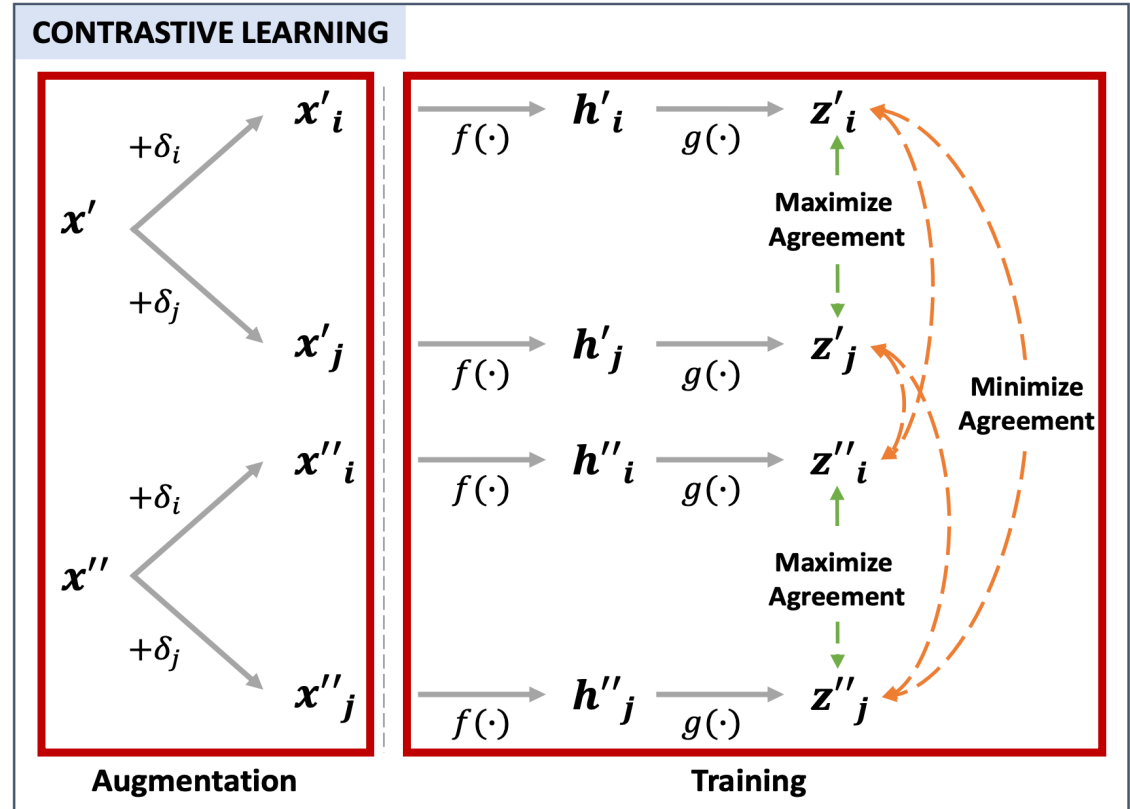 CONTRASTIVE LEARNING
x'ᵢ
f(·)
h'ᵢ
g(·)
z'ᵢ
+δᵢ
x'
Maximize
Agreement
+δⱼ
x'ⱼ
f(·)
h'ⱼ
g(·)
z'ⱼ
Minimize
Agreement
x''ᵢ
f(·)
h''ᵢ
g(·)
z''ᵢ
+δᵢ
x''
Maximize
Agreement
+δⱼ
x''ⱼ
f(·)
h''ⱼ
g(·)
z''ⱼ
Augmentation
Training